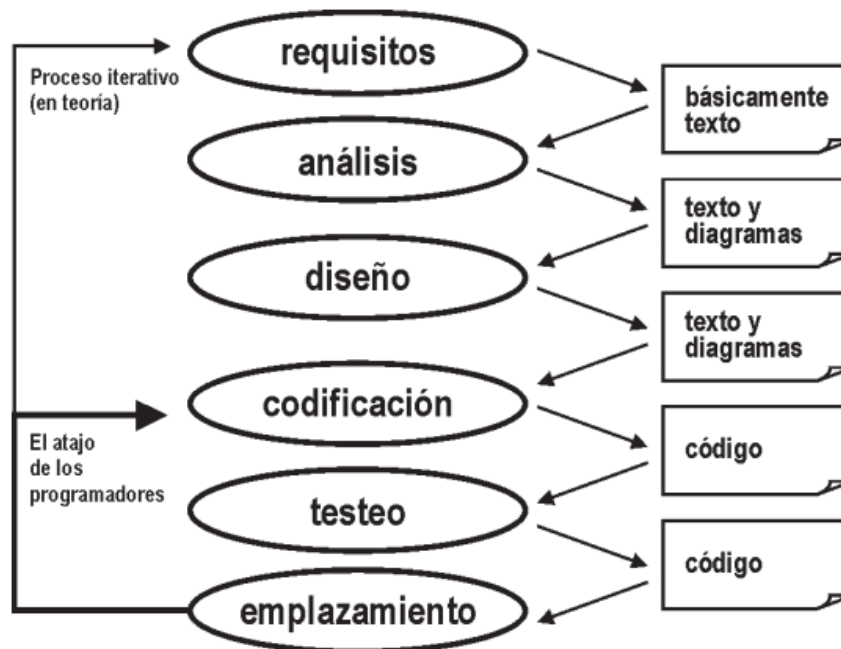 requisitos
Proceso iterativo
(en teoría)
básicamente
texto
análisis
texto y
diagramas
diseño
texto y
diagramas
codificación
El atajo
de los
programadores
código
testeo
código
emplazamiento